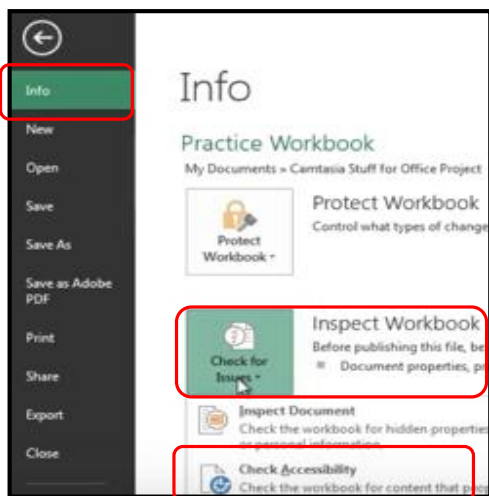 Info
New
Open
Save
Save As
Save as Adobe
PDF
Print
Share
Export
Close
Info
Practice Workbook
My Documents » Camtasia Stuff for Office Project
Protect
Workbook
Protect Workbook
Control what types of change
Check for
Issues
Inspect Workbook
Before publishing this file, be
Document properties, pr
Inspect Document
Check the workbook for hidden properties
or personal information.
Check Accessibility
Check the workbook for content that peop